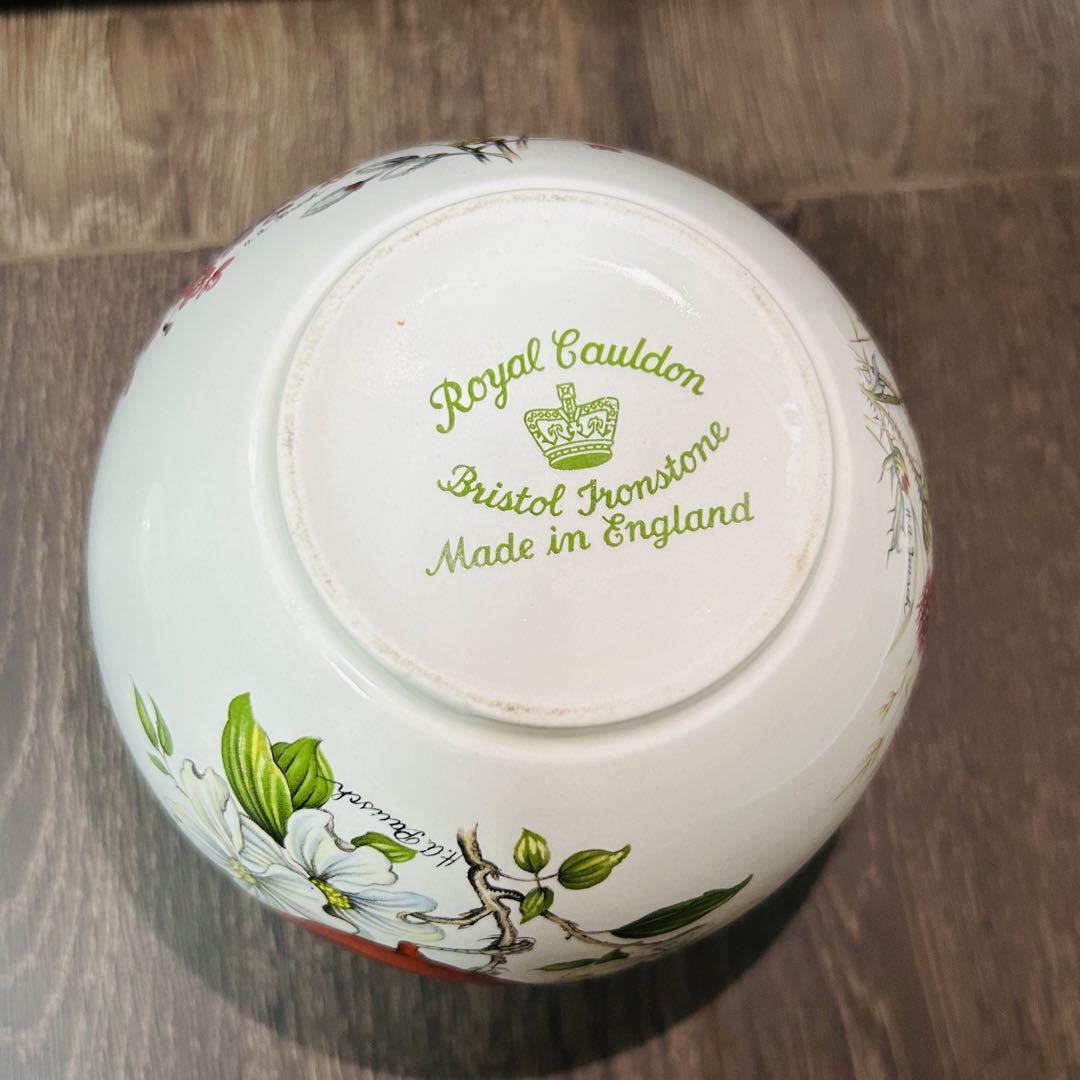 Royal Cauldon
Bristol Ironstone
Made in England